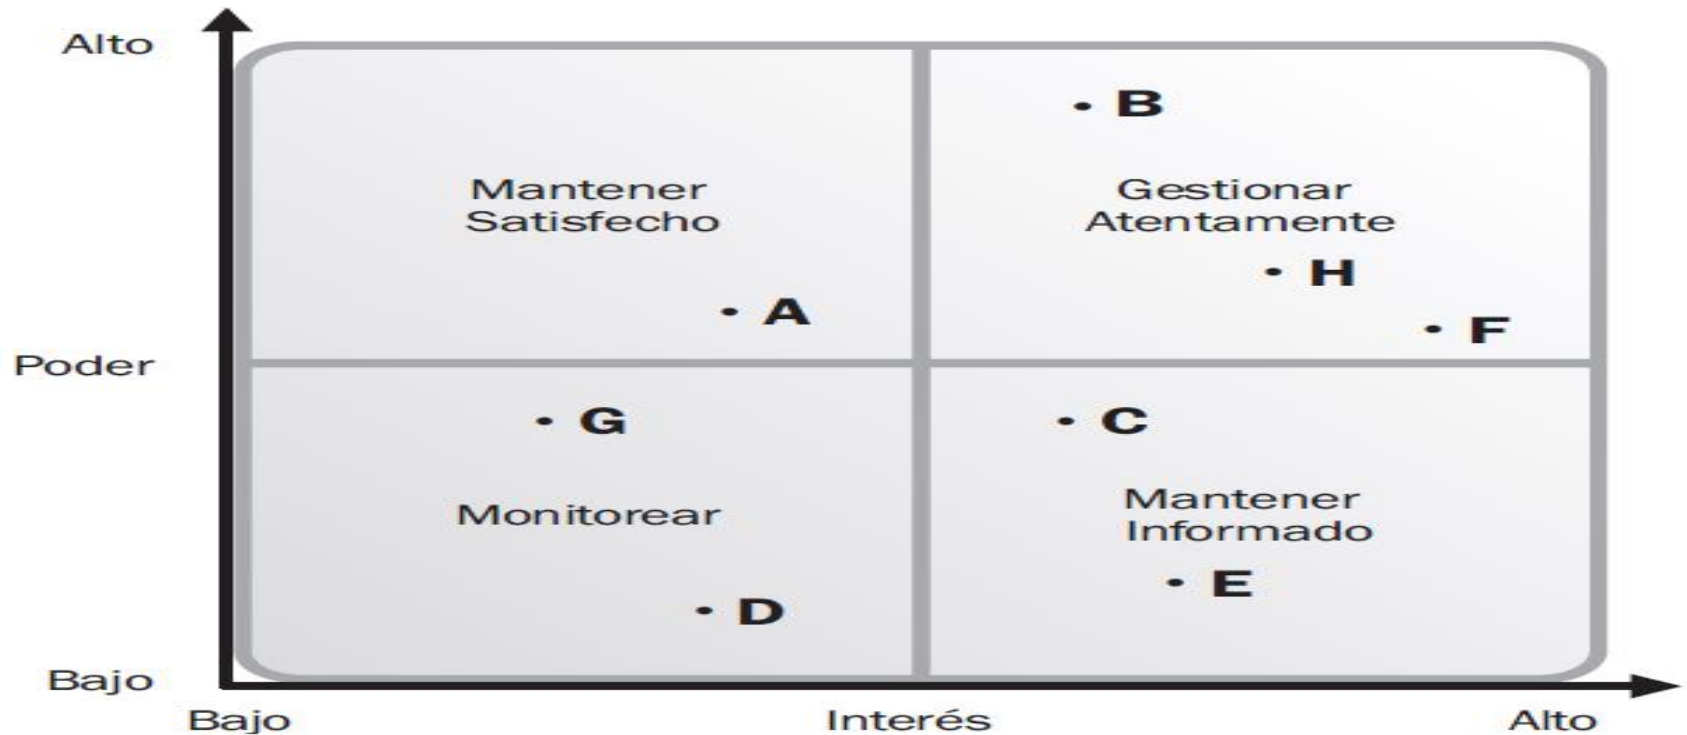 Alto
B
Mantener
Satisfecho
Gestionar
Atentamente
H
A
F
Poder
G
C
Monitorear
Mantener
Informado
E
D
Bajo
Bajo
Interés
Alto